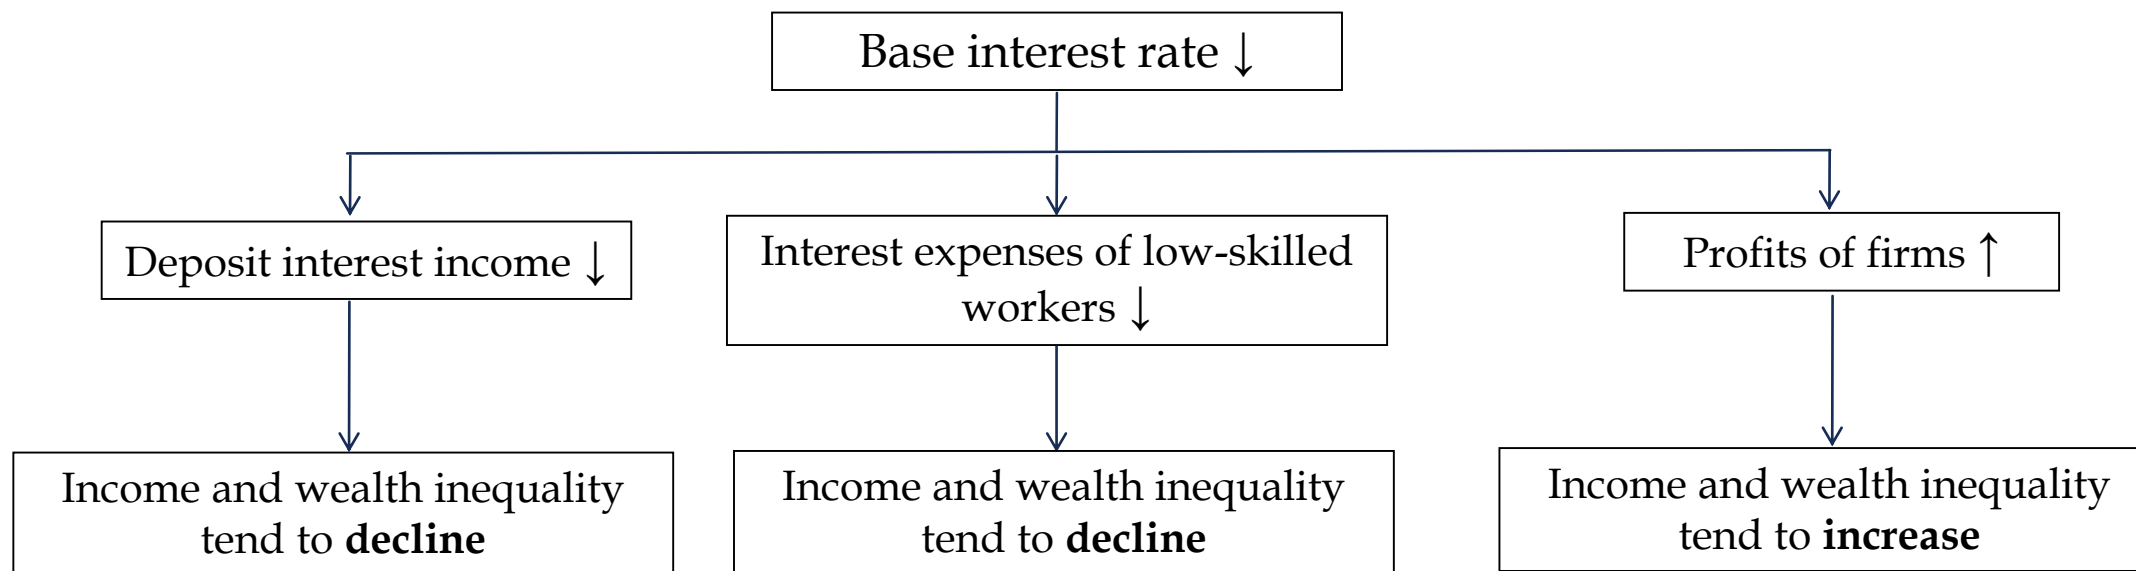 Base interest rate ↓
Deposit interest income ↓
Interest expenses of low-skilled
workers ↓
Profits of firms ↑
Income and wealth inequality
tend to decline
Income and wealth inequality
tend to decline
Income and wealth inequality
tend to increase